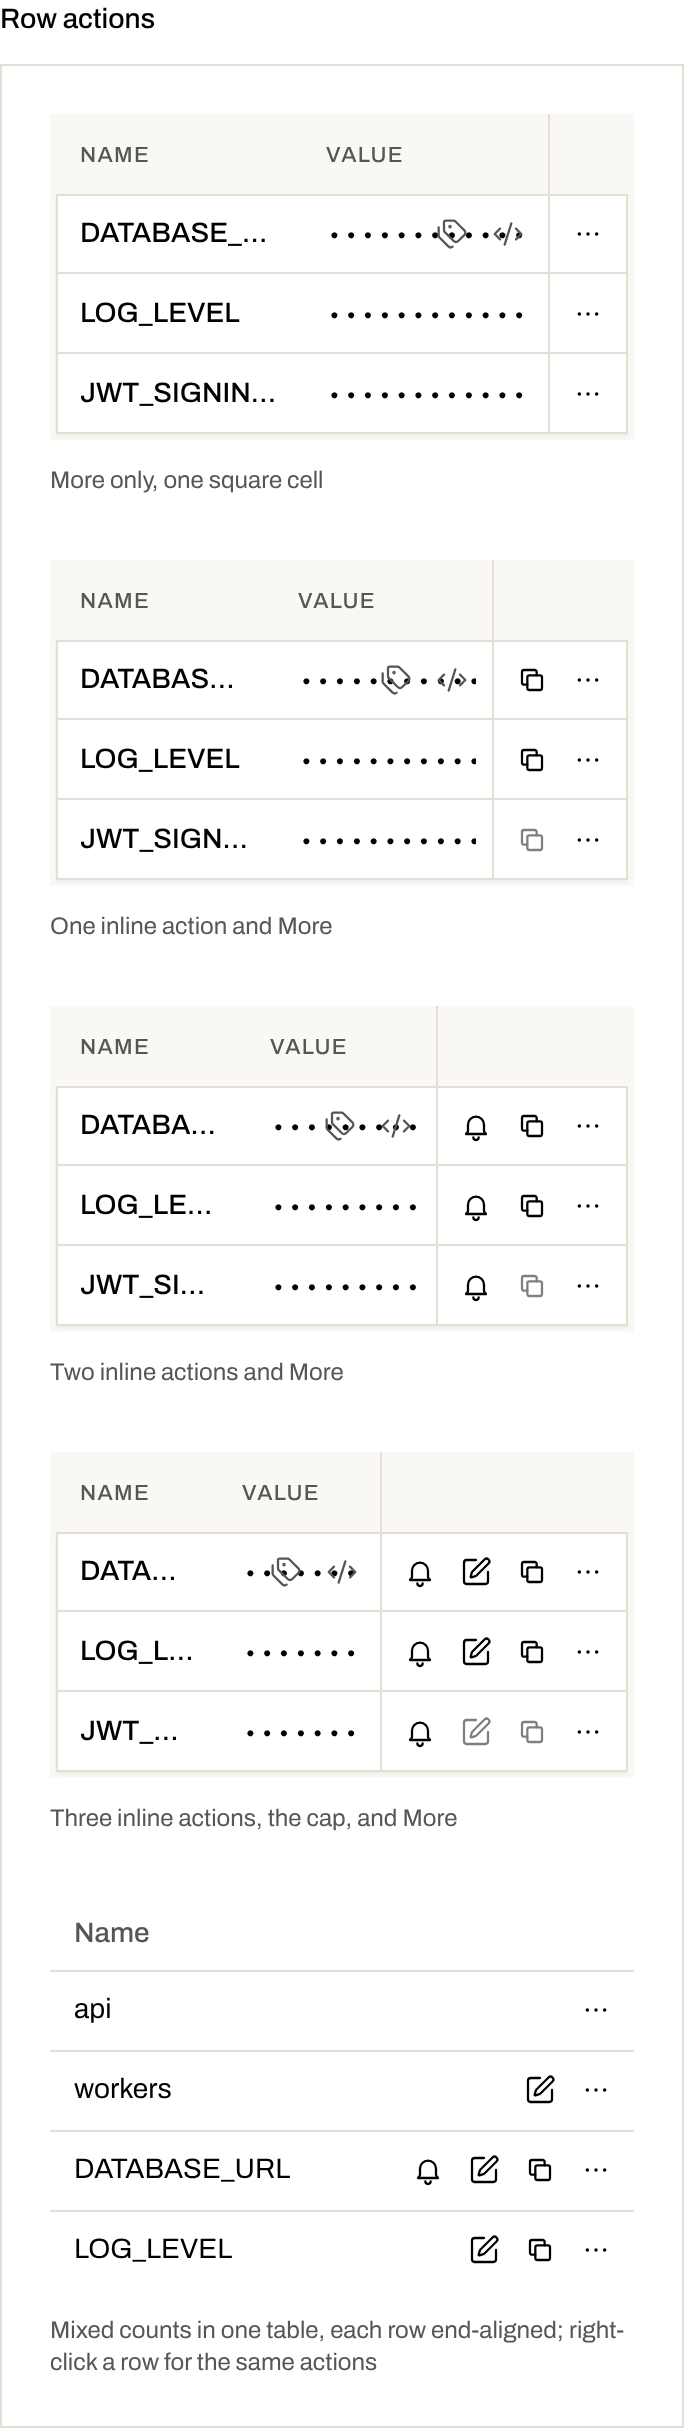 Row actions
NAME VALUE
DATABASE_... ••••••••••••
LOG_LEVEL ••••••••••••
JWT_SIGNIN... ••••••••••••
More only, one square cell
NAME VALUE
DATABAS... •••••••••••
LOG_LEVEL •••••••••••
JWT_SIGN... •••••••••••
One inline action and More
NAME VALUE
DATABA... •••••••••
LOG_LE... •••••••••
JWT_SI... •••••••••
Two inline actions and More
NAME VALUE
DATA... •••••••
LOG_L... •••••••
JWT_... •••••••
Three inline actions, the cap, and More
Name
api
workers
DATABASE_URL
LOG_LEVEL
Mixed counts in one table, each row end-aligned; right-
click a row for the same actions